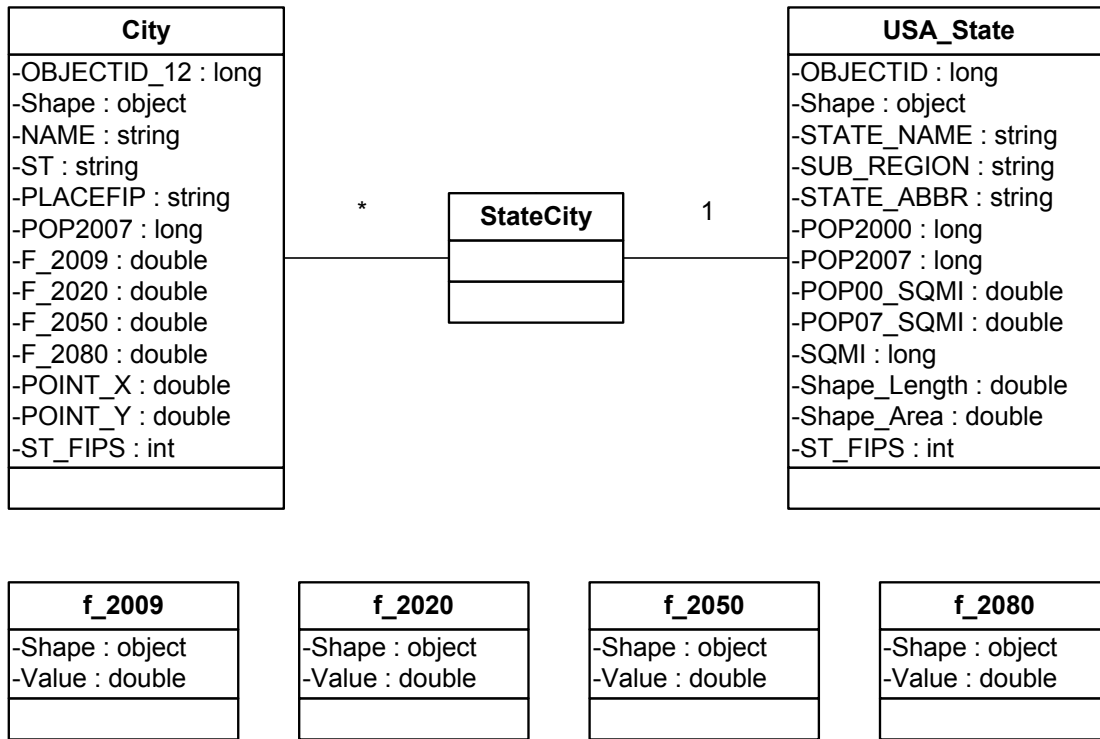 City
-OBJECTID_12 : long
-Shape : object
-NAME : string
-ST : string
-PLACEFIP : string
-POP2007 : long
-F_2009 : double
-F_2020 : double
-F_2050 : double
-F_2080 : double
-POINT_X : double
-POINT_Y : double
-ST_FIPS : int
*
StateCity
1
USA_State
-OBJECTID : long
-Shape : object
-STATE_NAME : string
-SUB_REGION : string
-STATE_ABBR : string
-POP2000 : long
-POP2007 : long
-POP00_SQMI : double
-POP07_SQMI : double
-SQMI : long
-Shape_Length : double
-Shape_Area : double
-ST_FIPS : int
f_2009
-Shape : object
-Value : double
f_2020
-Shape : object
-Value : double
f_2050
-Shape : object
-Value : double
f_2080
-Shape : object
-Value : double